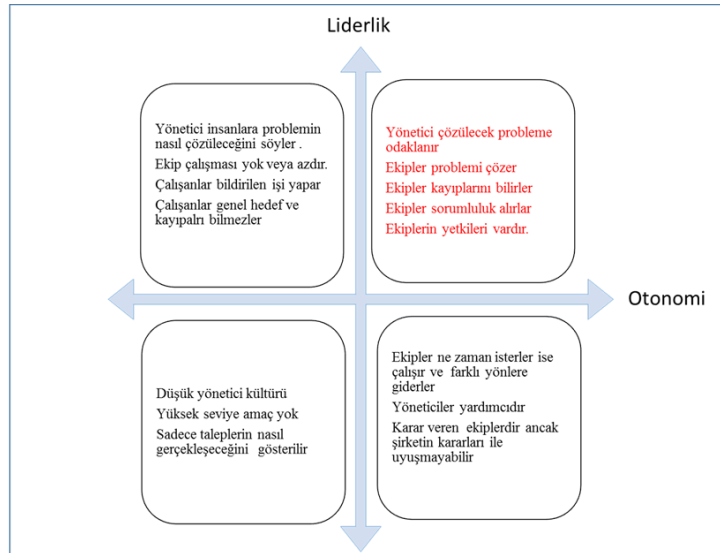 Liderlik
Yönetici insanlara problemin
nasıl çözüleceğini söyler .
Ekip çalışması yok veya azdır.
Çalışanlar bildirilen işi yapar
Çalışanlar genel hedef ve
kayıpalrı bilmezler
Yönetici çözülecek probleme
odaklanır
Ekipler problemi çözer
Ekipler kayıplarını bilirler
Ekipler sorumluluk alırlar
Ekiplerin yetkileri vardır.
Otonomi
Düşük yönetici kültürü
Yüksek seviye amaç yok
Sadece taleplerin nasıl
gerçekleşeceğini gösterilir
Ekipler ne zaman isterler ise
çalışır ve farklı yönlere
giderler
Yöneticiler yardımcıdır
Karar veren ekiplerdir ancak
şirketin kararları ile
uyuşmayabilir